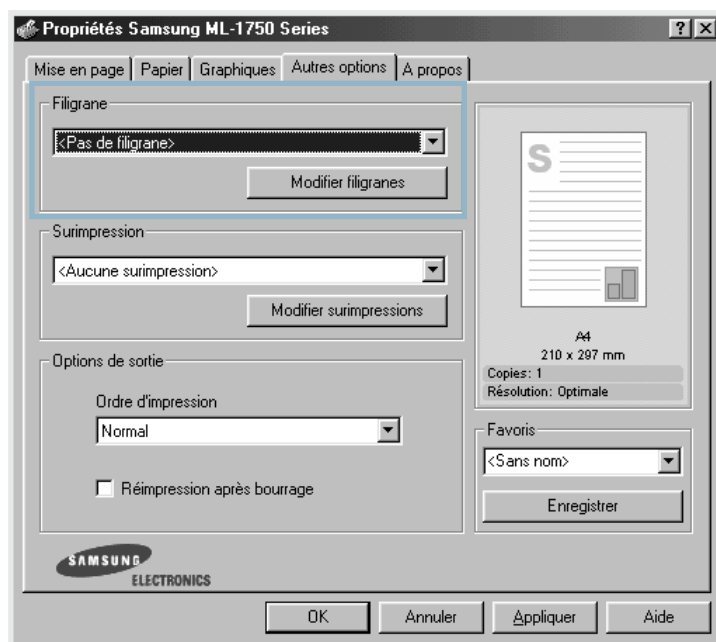 Propriétés Samsung ML-1750 Series
Mise en page Papier Graphiques Autres options A propos
Filigrane
<Pas de filigrane>
Modifier filigranes
Surimpression
<Aucune surimpression>
Modifier surimpressions
Options de sortie
Ordre d'impression
Normal
Réimpression après bourrage
S
A4
210 x 297 mm
Copies: 1
Résolution: Optimale
Favoris
<Sans nom>
Enregistrer
SAMSUNG
ELECTRONICS
OK Annuler Appliquer Aide